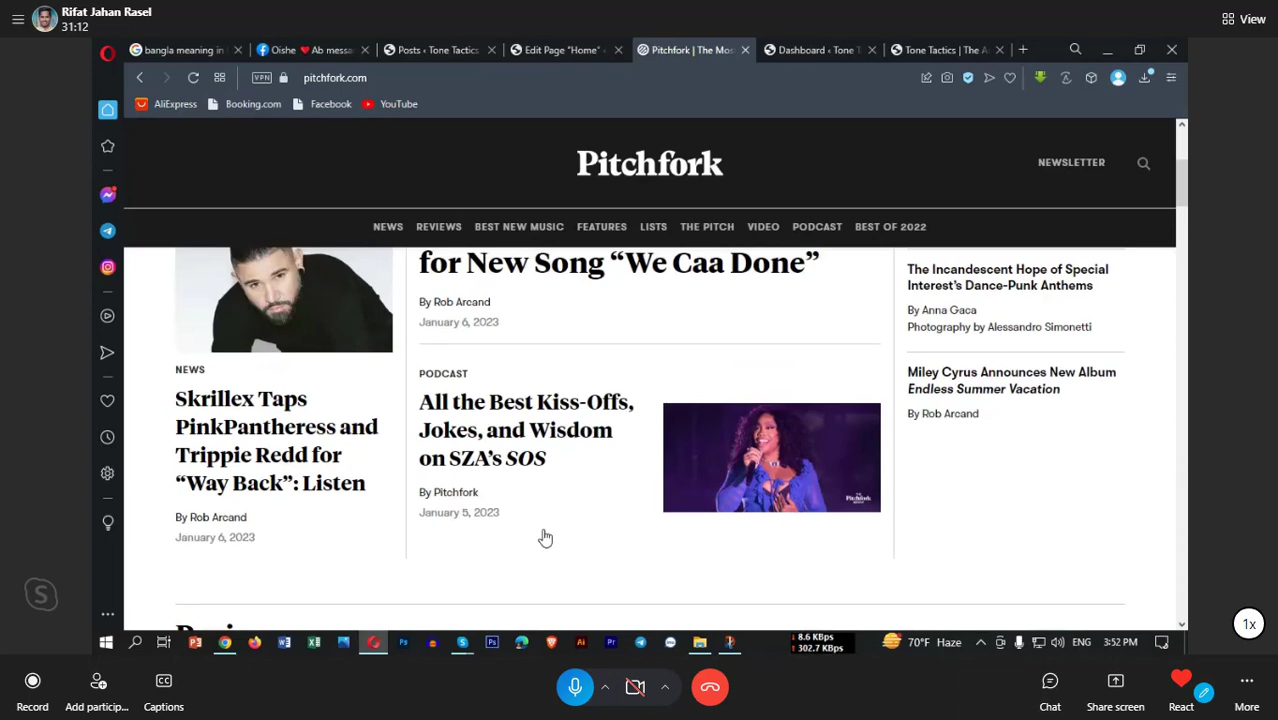 Rifat Jahan Rasel
31:12
View
bangla meaning in
Oishe ❤ Ab messa
Posts ‹ Tone Tactics
Edit Page "Home" ‹
Pitchfork | The Mos
Dashboard ‹ Tone T
Tone Tactics | The A
VPN
pitchfork.com
AliExpress
Booking.com
Facebook
YouTube
Pitchfork
NEWSLETTER
NEWS
REVIEWS
BEST NEW MUSIC
FEATURES
LISTS
THE PITCH
VIDEO
PODCAST
BEST OF 2022
NEWS
Skrillex Taps
PinkPantheress and
Trippie Redd for
“Way Back”: Listen
By Rob Arcand
January 6, 2023
for New Song “We Caa Done”
By Rob Arcand
January 6, 2023
PODCAST
All the Best Kiss-Offs,
Jokes, and Wisdom
on SZA’s SOS
By Pitchfork
January 5, 2023
The Pitchfork Review
The Incandescent Hope of Special
Interest’s Dance-Punk Anthems
By Anna Gaca
Photography by Alessandro Simonetti
Miley Cyrus Announces New Album
Endless Summer Vacation
By Rob Arcand
1x
8.6 KBps
302.7 KBps
70°F Haze
ENG
3:52 PM
Record
Add particip...
Captions
Chat
Share screen
React
More